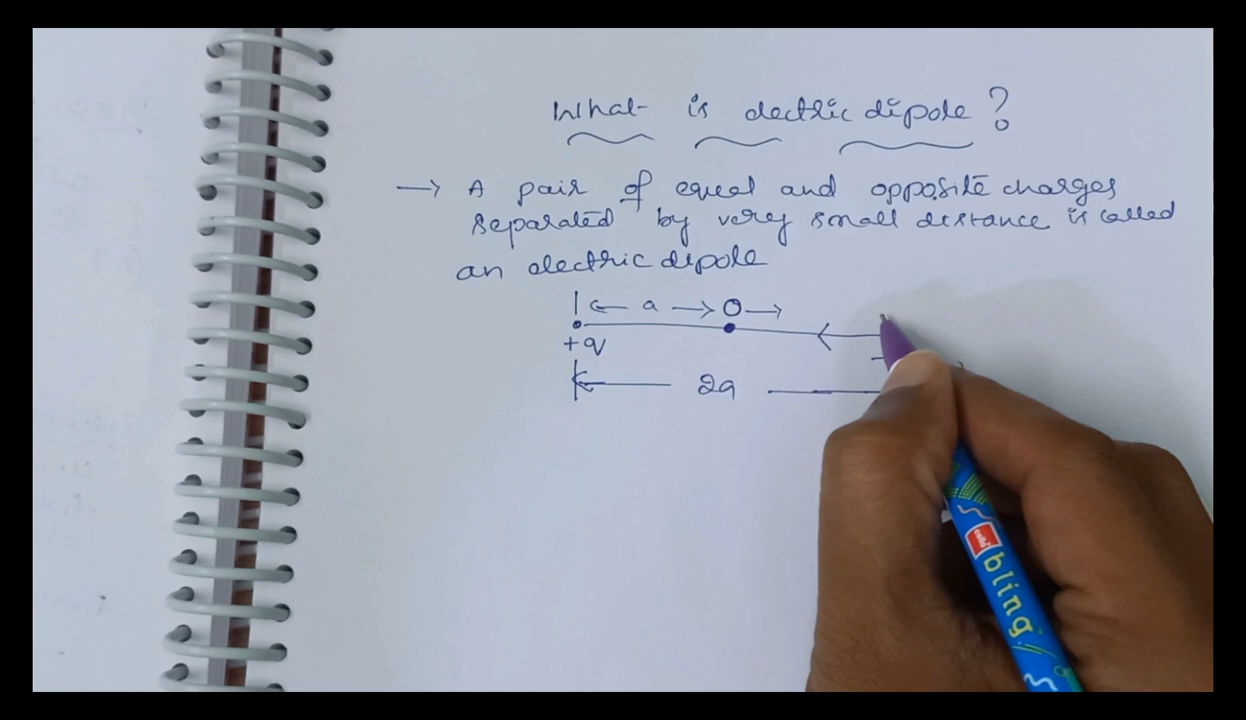 What is electric dipole?
→ A pair of equal and opposite charges
separated by very small distance is called
an electric dipole
a O
+q
2a
cello bling